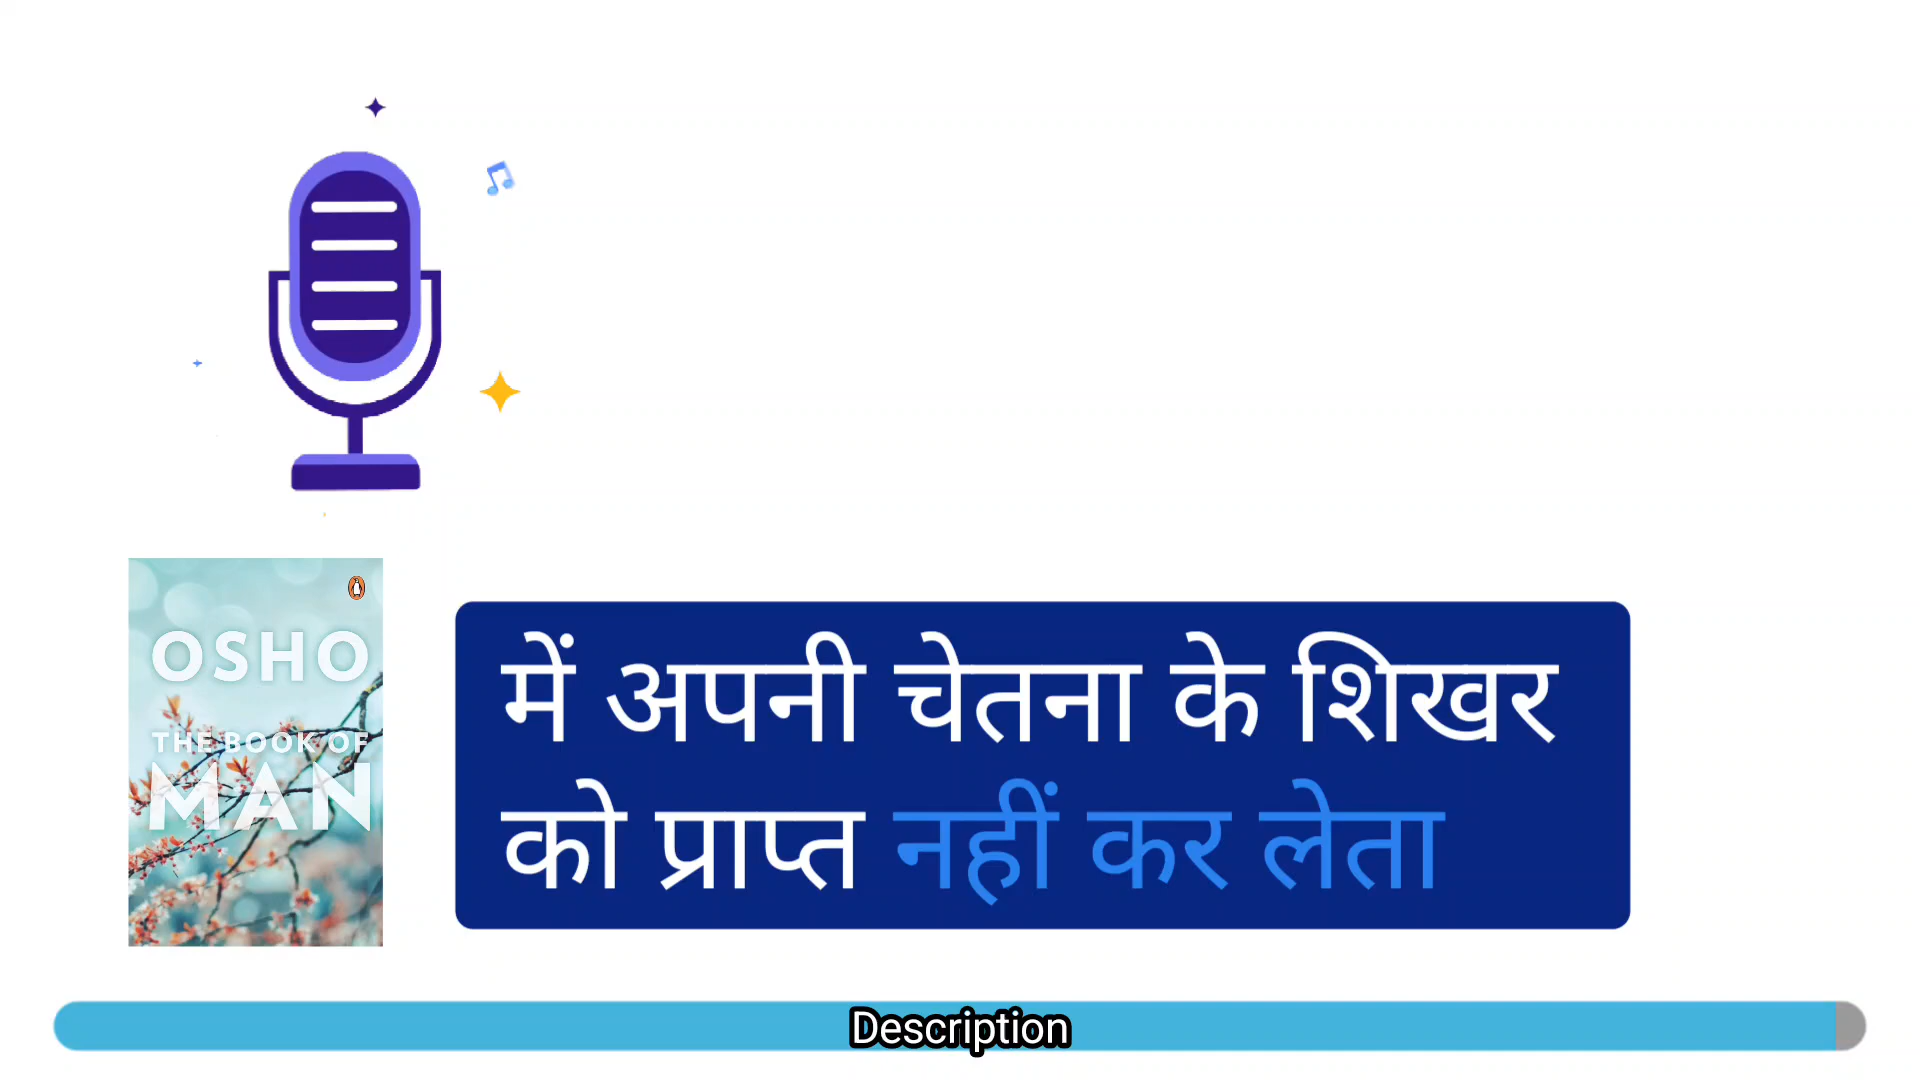 OSHO
THE BOOK OF
MAN
में अपनी चेतना के शिखर
को प्राप्त नहीं कर लेता
Description